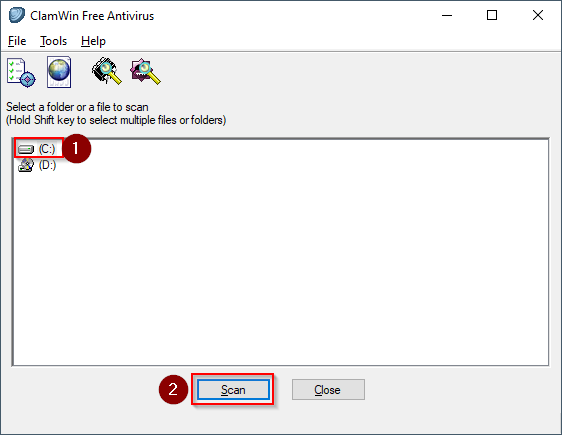 ClamWin Free Antivirus
File Tools Help
Select a folder or a file to scan
(Hold Shift key to select multiple files or folders)
(C:) 1
(D:)
2 Scan Close